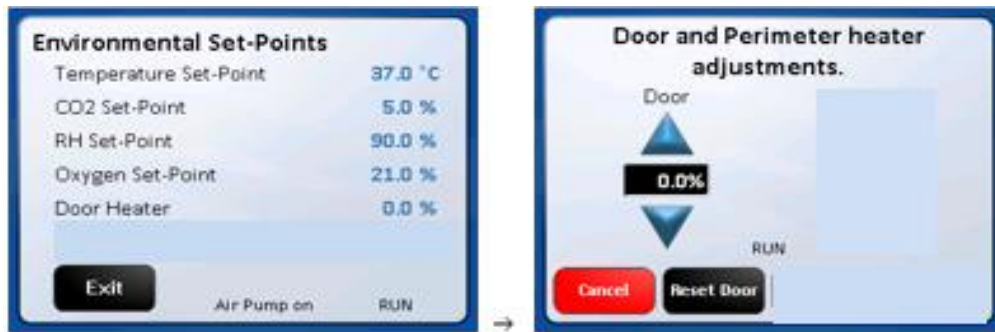 Environmental Set-Points
Temperature Set-Point 37.0 °C
CO2 Set-Point 5.0 %
RH Set-Point 90.0 %
Oxygen Set-Point 21.0 %
Door Heater 0.0 %
Exit
Air Pump on RUN
→
Door and Perimeter heater
adjustments.
Door
0.0%
RUN
Cancel Reset Door